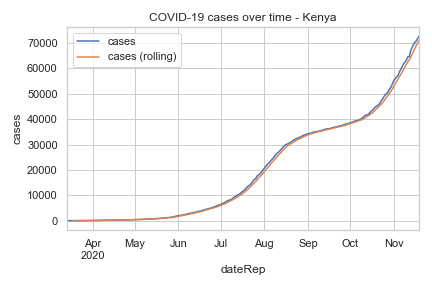 COVID-19 cases over time - Kenya
cases
cases (rolling)
70000
60000
50000
40000
30000
20000
10000
0
cases
Apr May Jun Jul Aug Sep Oct Nov
2020
dateRep